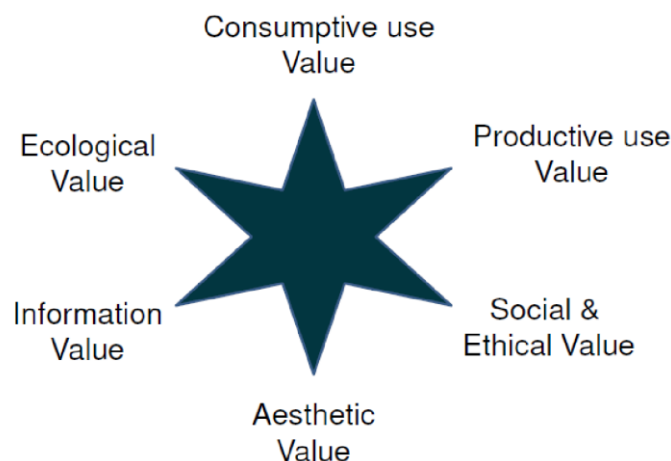 Consumptive use
Value
Productive use
Value
Social &
Ethical Value
Aesthetic
Value
Information
Value
Ecological
Value